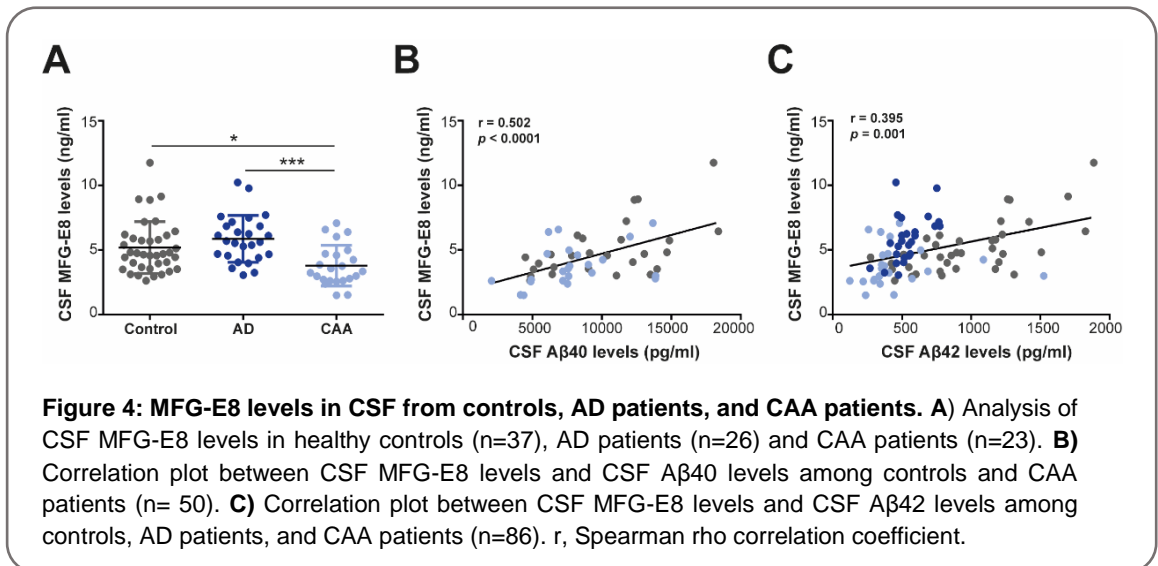 A
B
C
CSF MFG-E8 levels (ng/ml)
15
10
5
0
*
***
Control AD CAA
CSF MFG-E8 levels (ng/ml)
15
10
5
0
r = 0.502
p < 0.0001
0 5000 10000 15000 20000
CSF Aβ40 levels (pg/ml)
CSF MFG-E8 levels (ng/ml)
15
10
5
0
r = 0.395
p = 0.001
0 500 1000 1500 2000
CSF Aβ42 levels (pg/ml)
Figure 4: MFG-E8 levels in CSF from controls, AD patients, and CAA patients. A) Analysis of
CSF MFG-E8 levels in healthy controls (n=37), AD patients (n=26) and CAA patients (n=23). B)
Correlation plot between CSF MFG-E8 levels and CSF Aβ40 levels among controls and CAA
patients (n= 50). C) Correlation plot between CSF MFG-E8 levels and CSF Aβ42 levels among
controls, AD patients, and CAA patients (n=86). r, Spearman rho correlation coefficient.